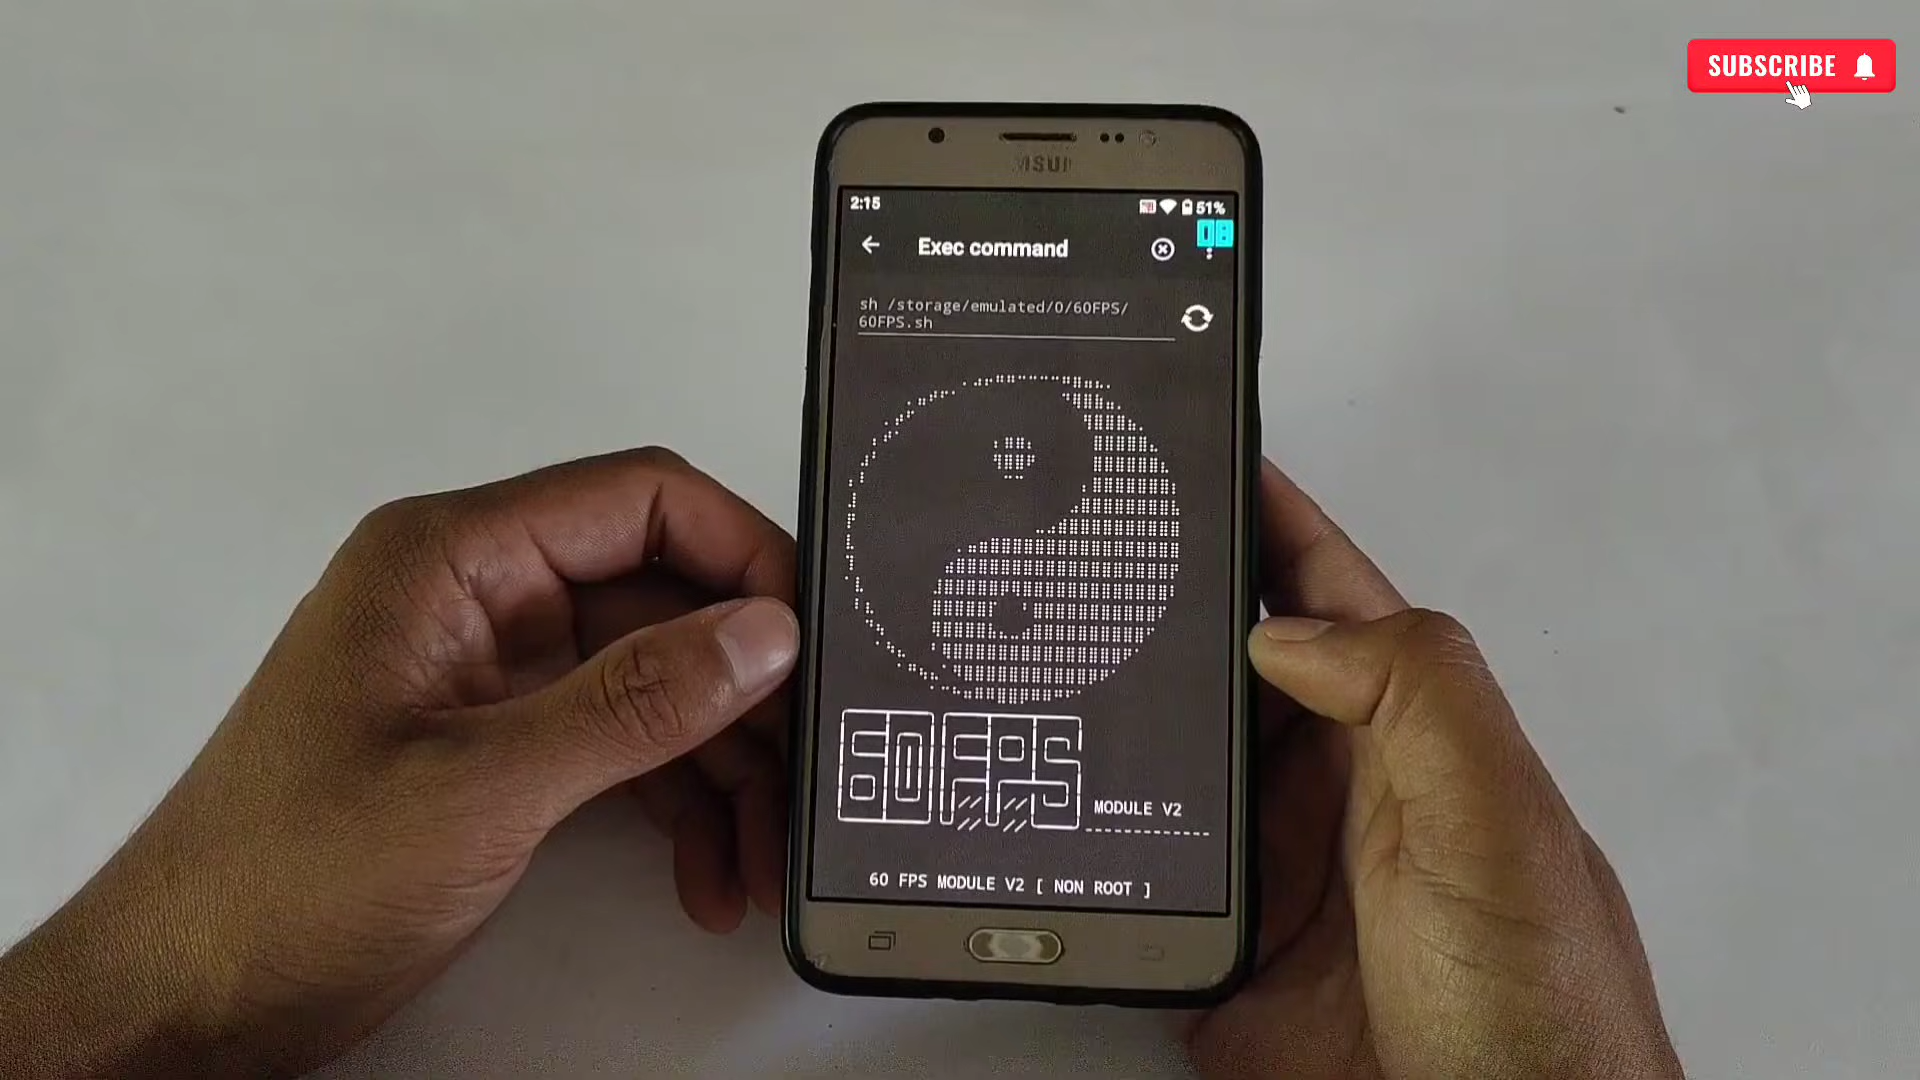 SUBSCRIBE
2:15
51%
08
Exec command
sh /storage/emulated/0/60FPS/
60FPS.sh
60FPS
MODULE V2
60 FPS MODULE V2 [ NON ROOT ]